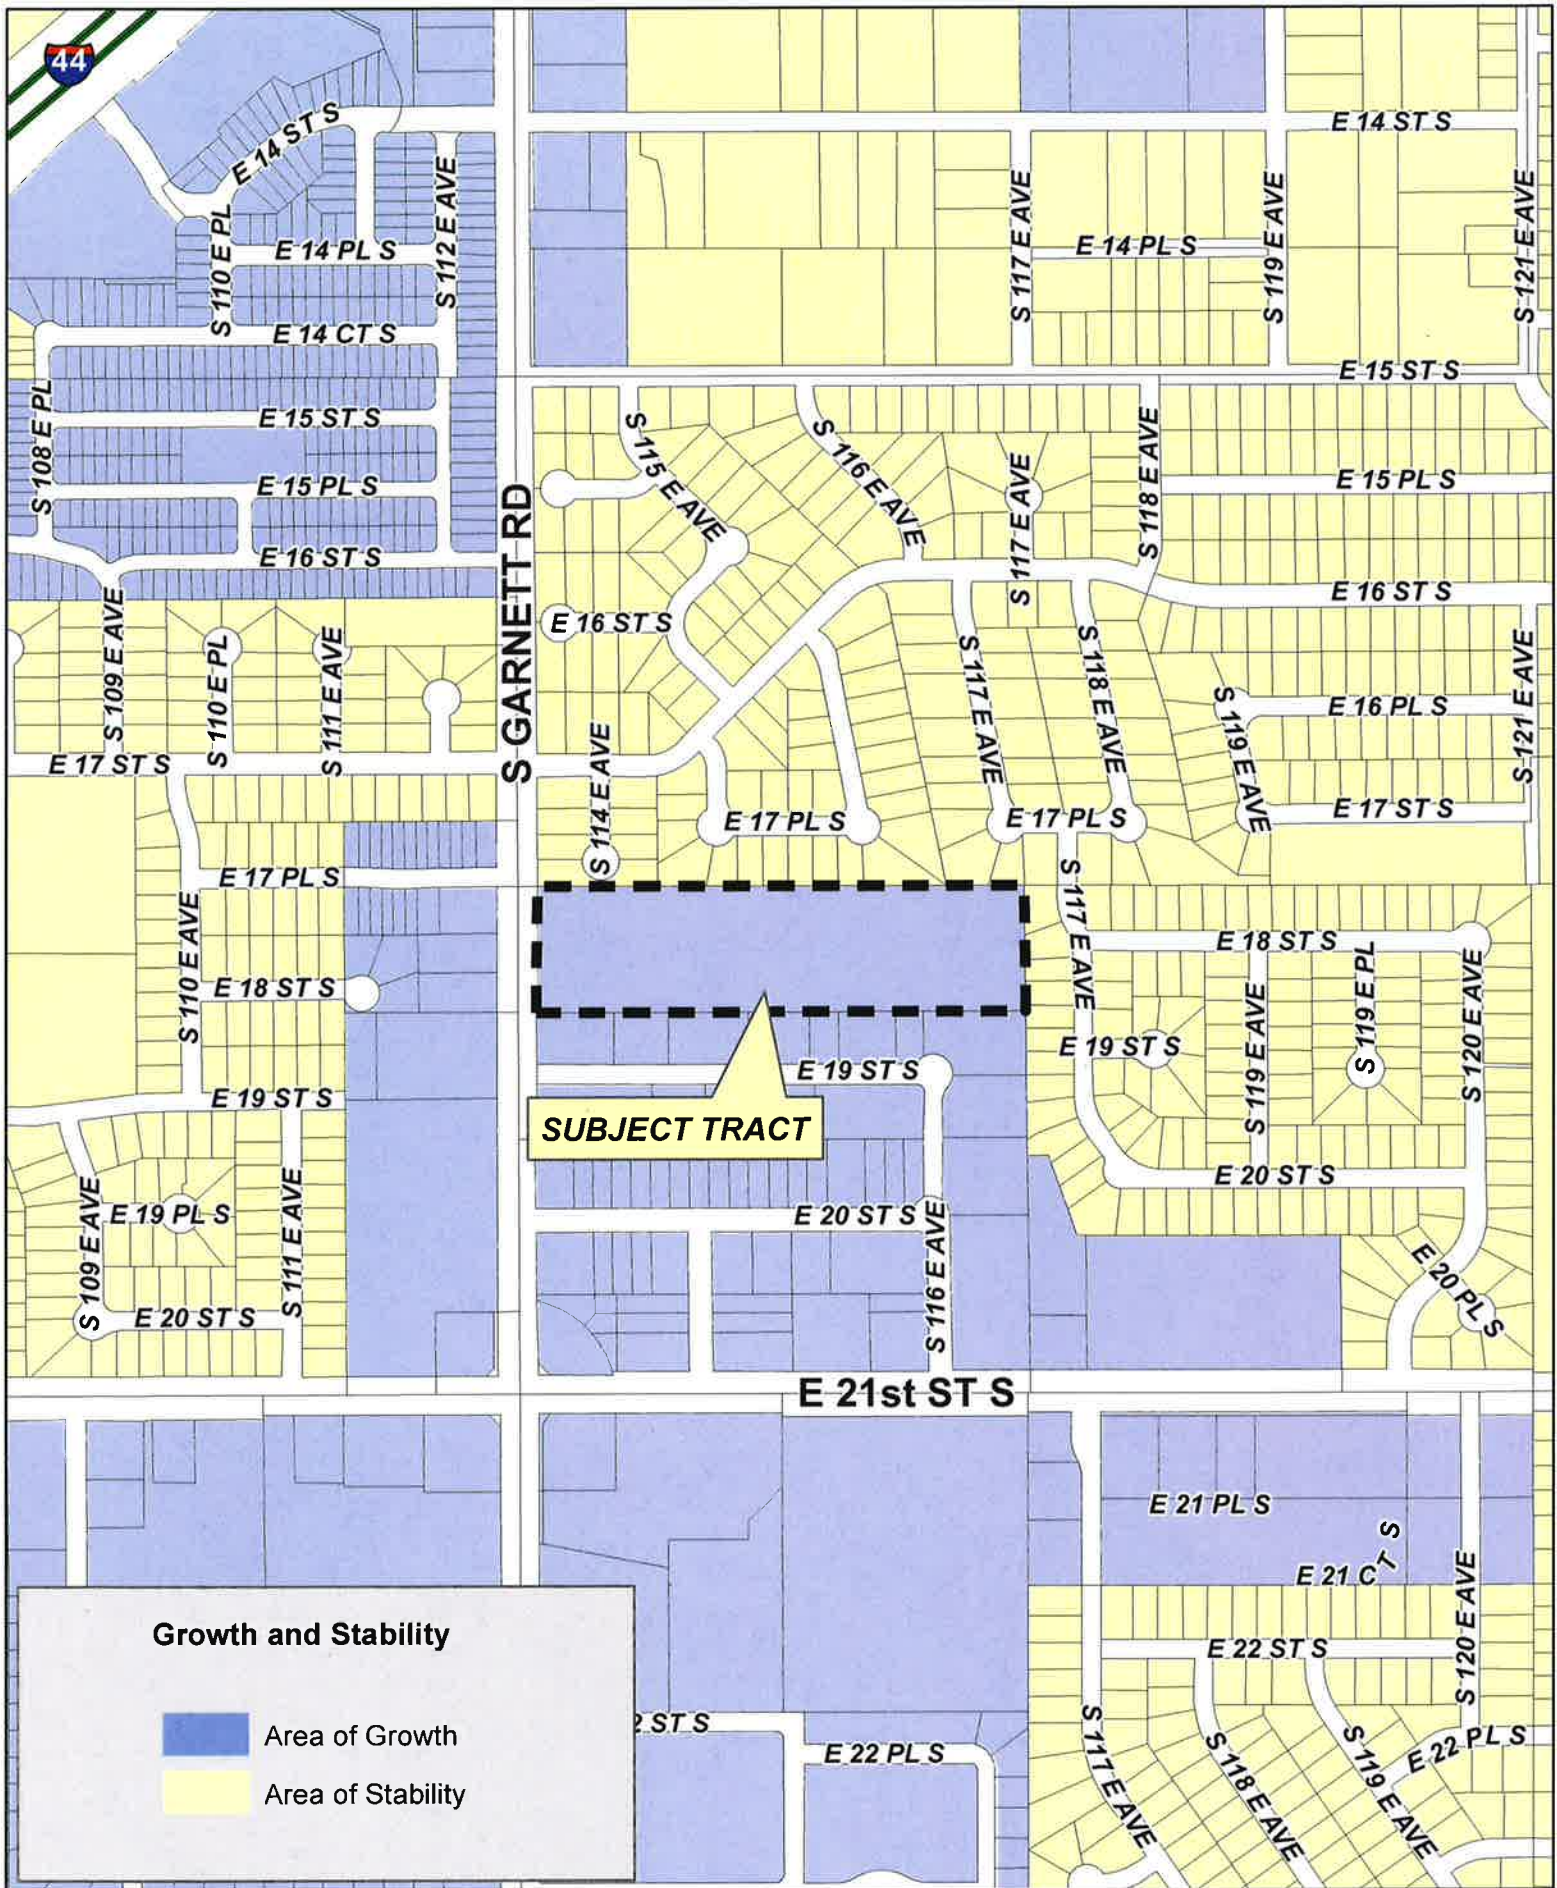 44
E 14 ST S
E 14 ST S
S 110 E PL
E 14 PL S
S 112 E AVE
S 117 E AVE
E 14 PL S
S 119 E AVE
S 121 E AVE
E 14 CT S
E 15 ST S
S 108 E PL
E 15 ST S
E 15 PL S
E 16 ST S
S GARNETT RD
S 115 E AVE
S 116 E AVE
S 117 E AVE
S 118 E AVE
E 15 PL S
E 16 ST S
S 109 E AVE
S 110 E PL
S 111 E AVE
E 16 ST S
S 117 E AVE
S 118 E AVE
S 119 E AVE
E 16 PL S
S 121 E AVE
E 17 ST S
S 114 E AVE
E 17 PL S
E 17 PL S
E 17 ST S
E 17 PL S
S 110 E AVE
E 18 ST S
S 117 E AVE
E 18 ST S
S 119 E AVE
S 119 E PL
S 120 E AVE
E 19 ST S
E 19 ST S
E 19 ST S
SUBJECT TRACT
S 109 E AVE
E 19 PL S
S 111 E AVE
E 20 ST S
E 20 ST S
S 116 E AVE
E 20 ST S
E 20 PL S
E 21st ST S
E 21 PL S
E 21 CT S
S 120 E AVE
E 22 ST S
Growth and Stability
Area of Growth
Area of Stability
2 ST S
E 22 PL S
S 117 E AVE
S 118 E AVE
S 119 E AVE
E 22 PL S